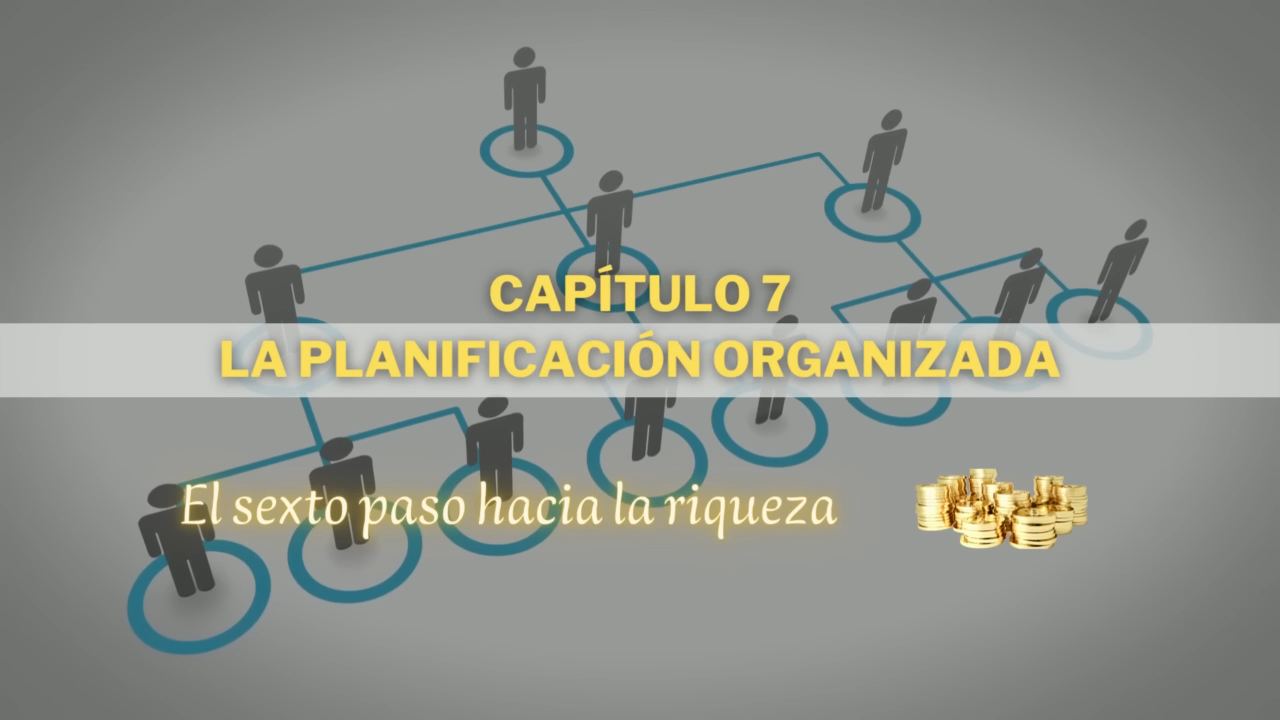 CAPÍTULO 7
LA PLANIFICACIÓN ORGANIZADA
El sexto paso hacia la riqueza